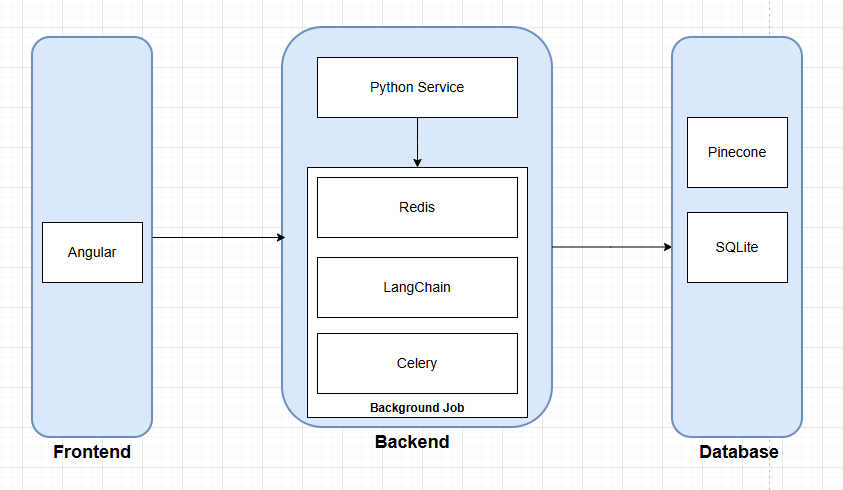 Angular
Frontend
Python Service
Redis
LangChain
Celery
Background Job
Backend
Pinecone
SQLite
Database